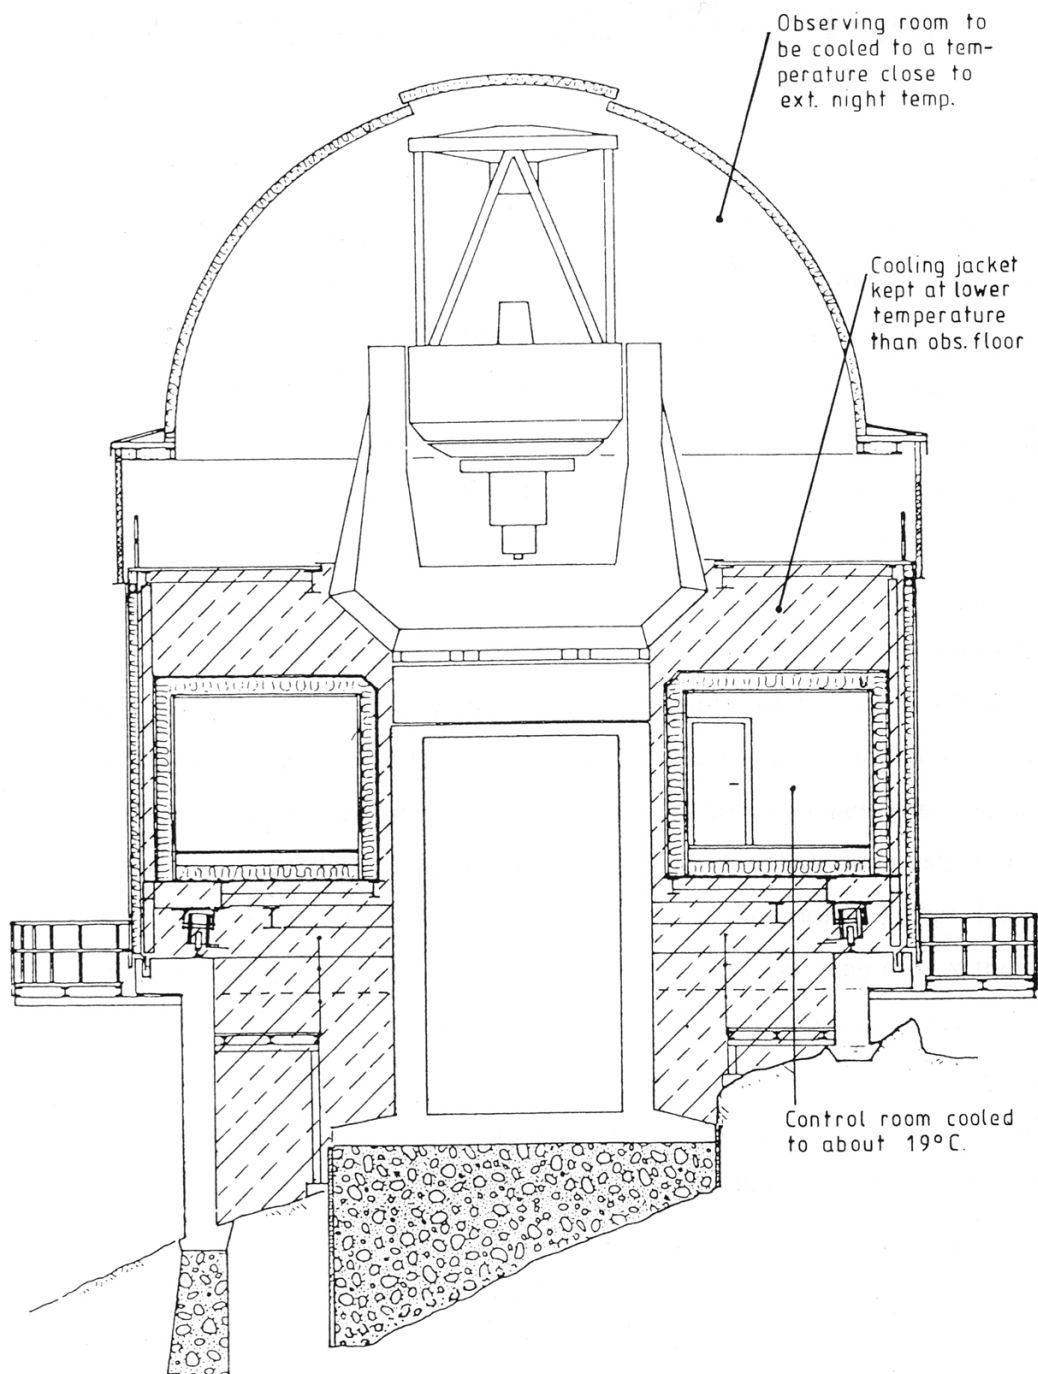 Observing room to
be cooled to a tem-
perature close to
ext. night temp.
Cooling jacket
kept at lower
temperature
than obs. floor
Control room cooled
to about 19°C.